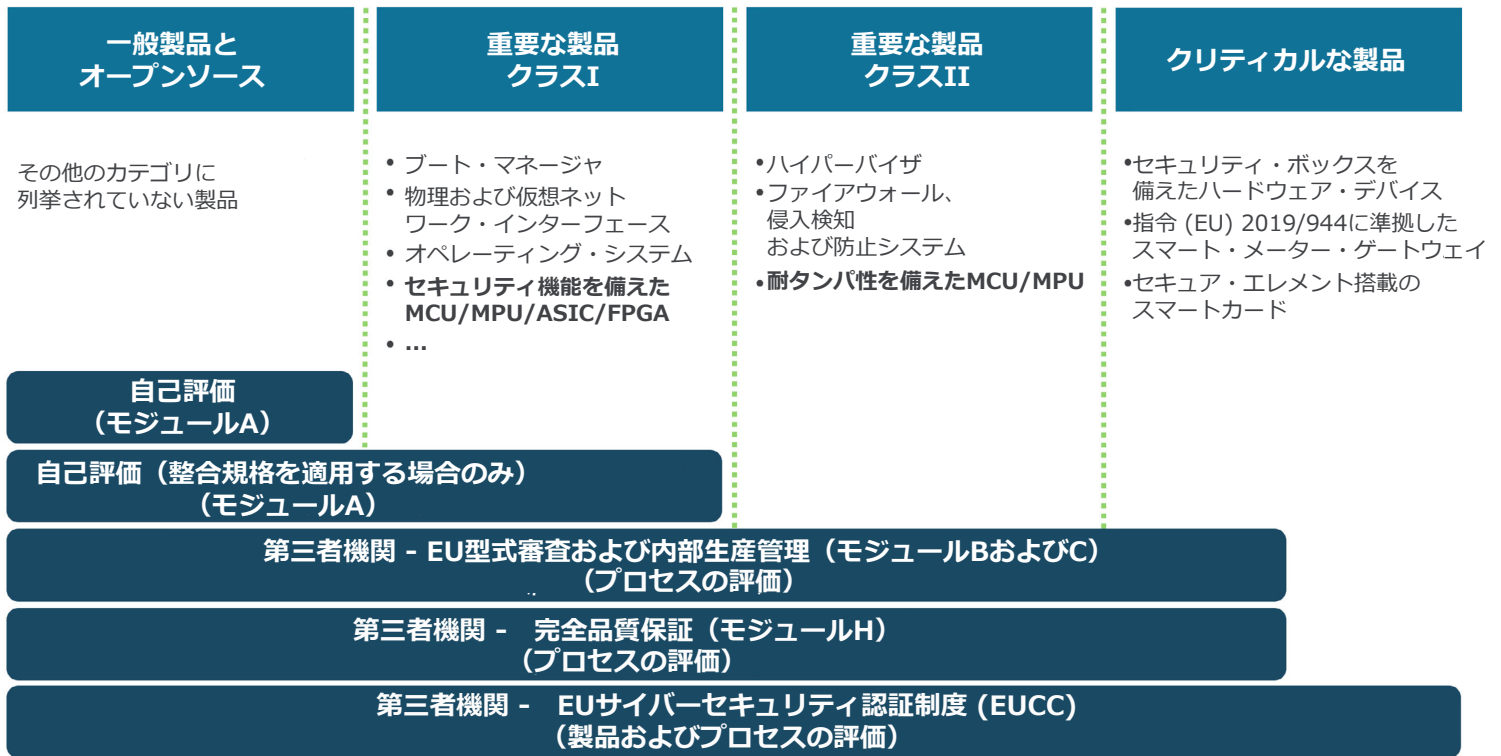 一般製品と
オープンソース
重要な製品
クラスI
重要な製品
クラスII
クリティカルな製品
その他のカテゴリに
列挙されていない製品
• ブート・マネージャ
• 物理および仮想ネット
ワーク・インターフェース
• オペレーティング・システム
• セキュリティ機能を備えた
MCU/MPU/ASIC/FPGA
• ...
•ハイパーバイザ
•ファイアウォール、
侵入検知
および防止システム
•耐タンパ性を備えたMCU/MPU
•セキュリティ・ボックスを
備えたハードウェア・デバイス
•指令 (EU) 2019/944に準拠した
スマート・メーター・ゲートウェイ
•セキュア・エレメント搭載の
スマートカード
自己評価
（モジュールA）
自己評価（整合規格を適用する場合のみ）
（モジュールA）
第三者機関 - EU型式審査および内部生産管理（モジュールBおよびC）
（プロセスの評価）
第三者機関 - 完全品質保証（モジュールH）
（プロセスの評価）
第三者機関 - EUサイバーセキュリティ認証制度 (EUCC)
（製品およびプロセスの評価）